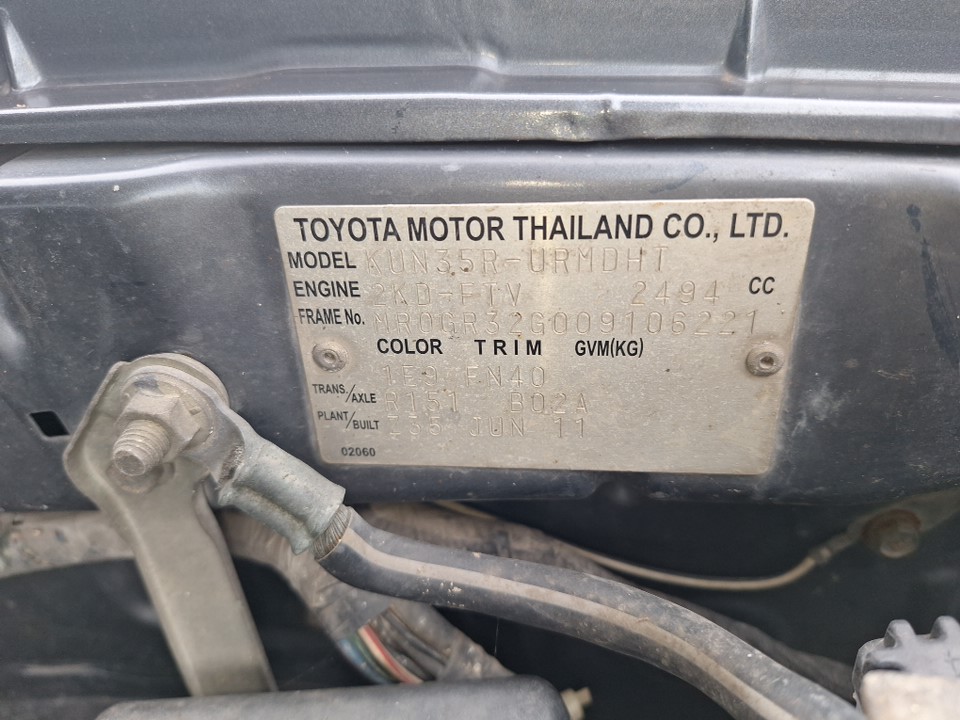 TOYOTA MOTOR THAILAND CO., LTD.
MODEL KUN35R-URMDHT
ENGINE 2KD-FTV 2494 CC
FRAME No. MR0GR32G009106221
COLOR TRIM GVM(KG)
1E9 FN40
TRANS./AXLE R151 B02A
PLANT/BUILT JUN 11
02060